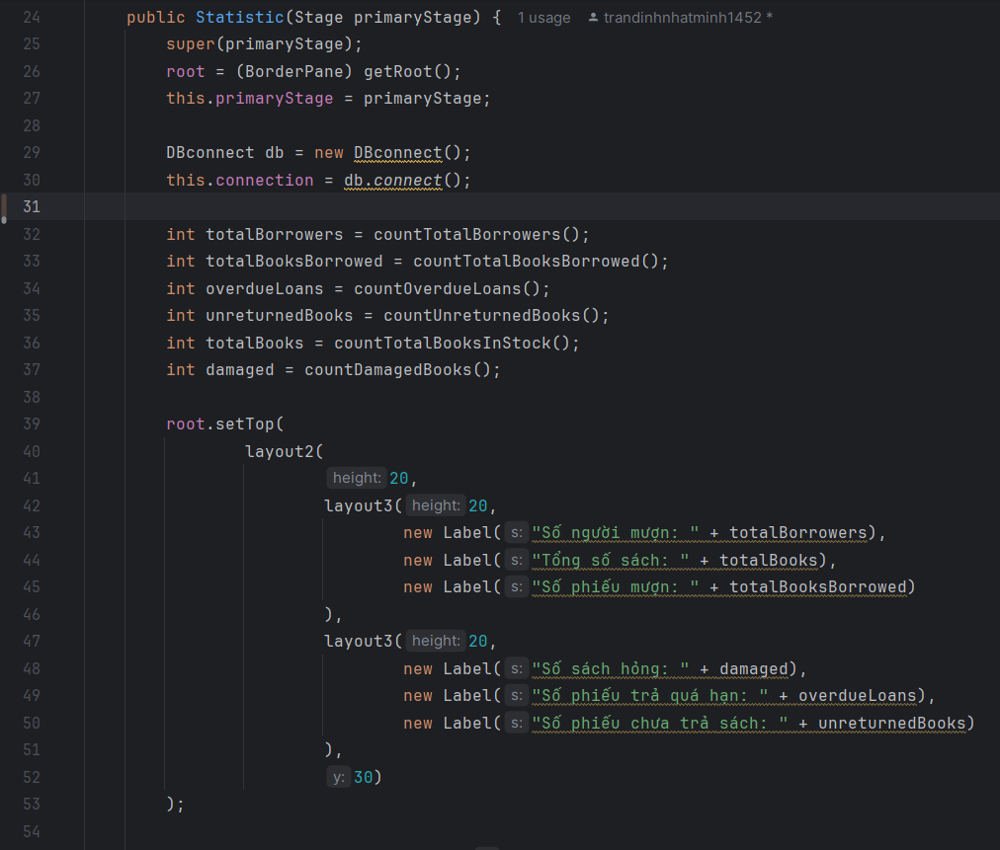 24 public Statistic(Stage primaryStage) { 1 usage trandinhnhatminh1452 *
25 super(primaryStage);
26 root = (BorderPane) getRoot();
27 this.primaryStage = primaryStage;
28
29 DBconnect db = new DBconnect();
30 this.connection = db.connect();
31
32 int totalBorrowers = countTotalBorrowers();
33 int totalBooksBorrowed = countTotalBooksBorrowed();
34 int overdueLoans = countOverdueLoans();
35 int unreturnedBooks = countUnreturnedBooks();
36 int totalBooks = countTotalBooksInStock();
37 int damaged = countDamagedBooks();
38
39 root.setTop(
40 layout2(
41 height: 20,
42 layout3( height: 20,
43 new Label( s: "Số người mượn: " + totalBorrowers),
44 new Label( s: "Tổng số sách: " + totalBooks),
45 new Label( s: "Số phiếu mượn: " + totalBooksBorrowed)
46 ),
47 layout3( height: 20,
48 new Label( s: "Số sách hỏng: " + damaged),
49 new Label( s: "Số phiếu trả quá hạn: " + overdueLoans),
50 new Label( s: "Số phiếu chưa trả sách: " + unreturnedBooks)
51 ),
52 y: 30)
53 );
54